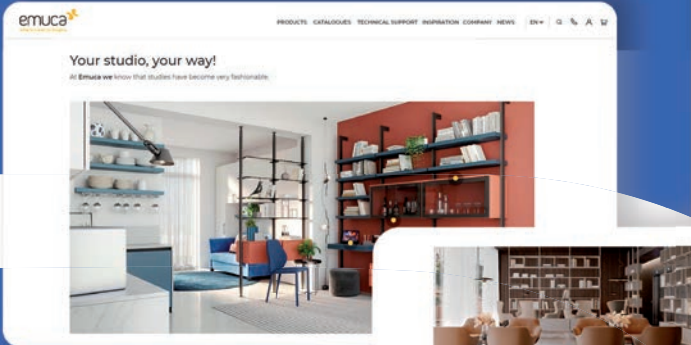 emuca
PRODUCTS CATALOGUES TECHNICAL SUPPORT INSPIRATION COMPANY NEWS EN
Your studio, your way!
At Emuca we know that studies have become very fashionable.